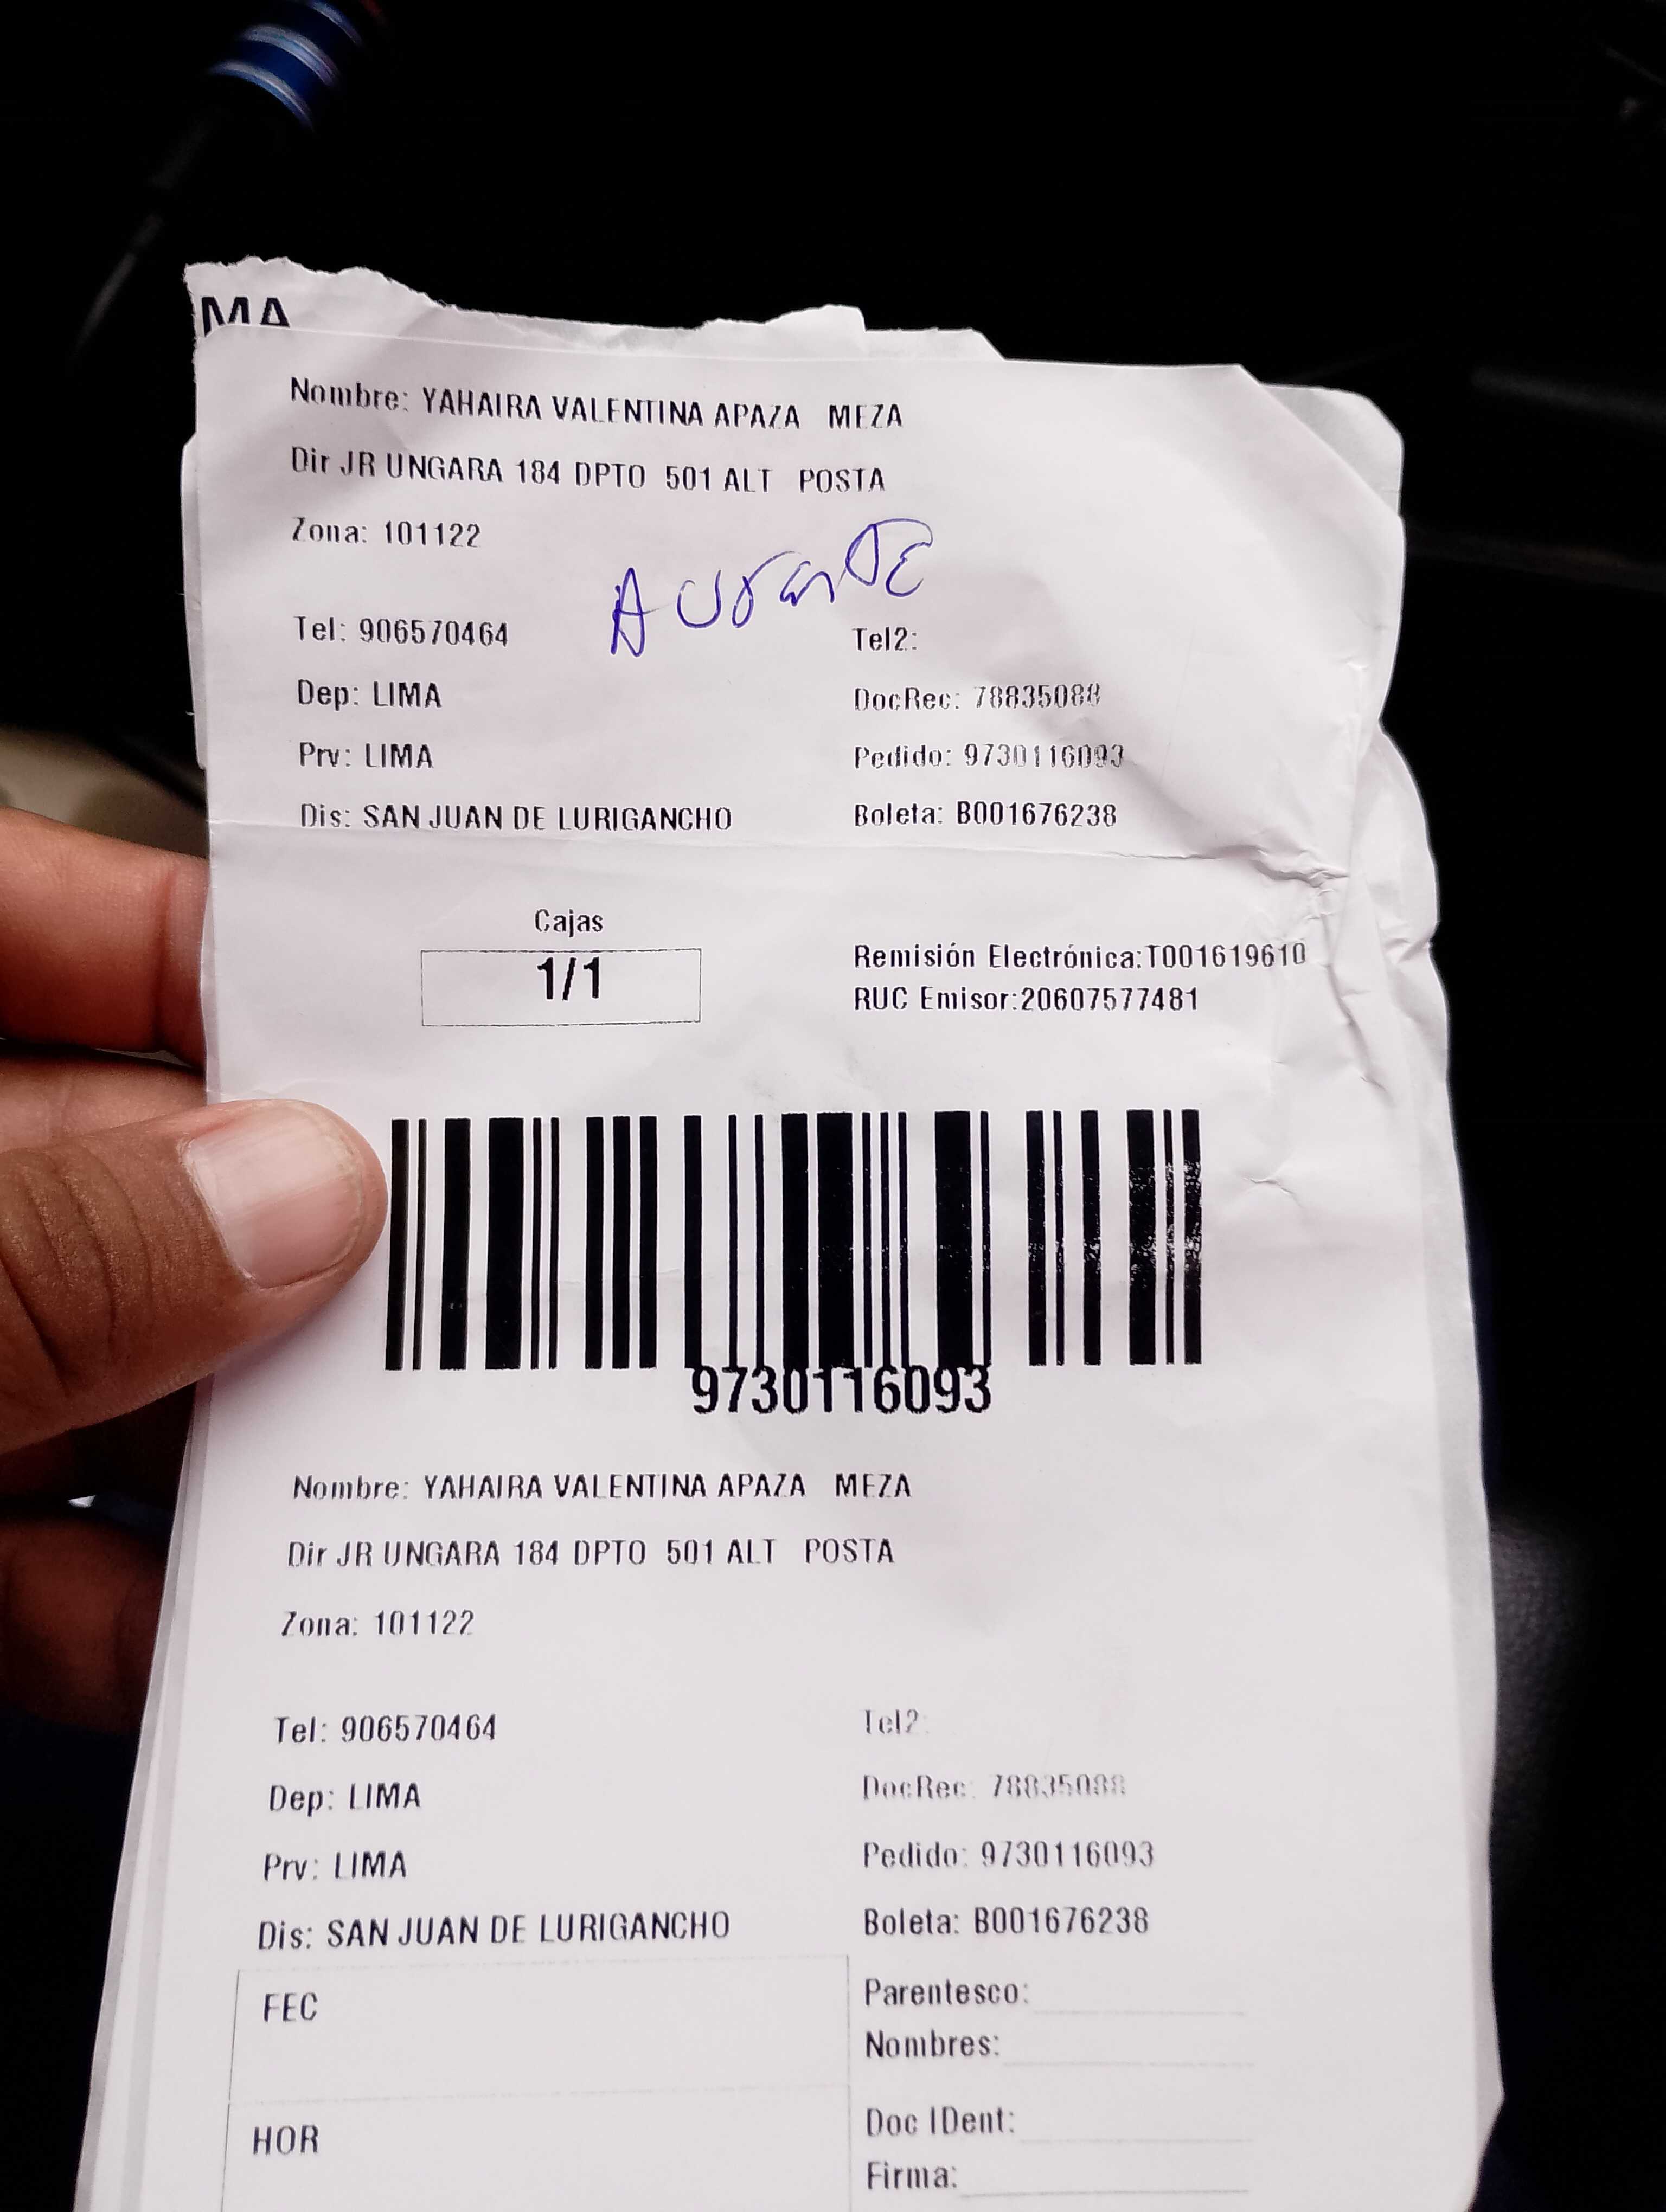 MA
Nombre: YAHAIRA VALENTINA APAZA MEZA
Dir JR UNGARA 184 DPTO 501 ALT POSTA
Zona: 101122
Ausente
Tel: 906570464 Tel2:
Dep: LIMA DocRec: 78835088
Prv: LIMA Pedido: 9730116093
Dis: SAN JUAN DE LURIGANCHO Boleta: B001676238
Cajas
1/1
Remisión Electrónica:T001619610
RUC Emisor:20607577481
9730116093
Nombre: YAHAIRA VALENTINA APAZA MEZA
Dir JR UNGARA 184 DPTO 501 ALT POSTA
Zona: 101122
Tel: 906570464 Tel2:
Dep: LIMA DocRec: 78835088
Prv: LIMA Pedido: 9730116093
Dis: SAN JUAN DE LURIGANCHO Boleta: B001676238
FEC
Parentesco:
Nombres:
HOR
Doc IDent:
Firma: